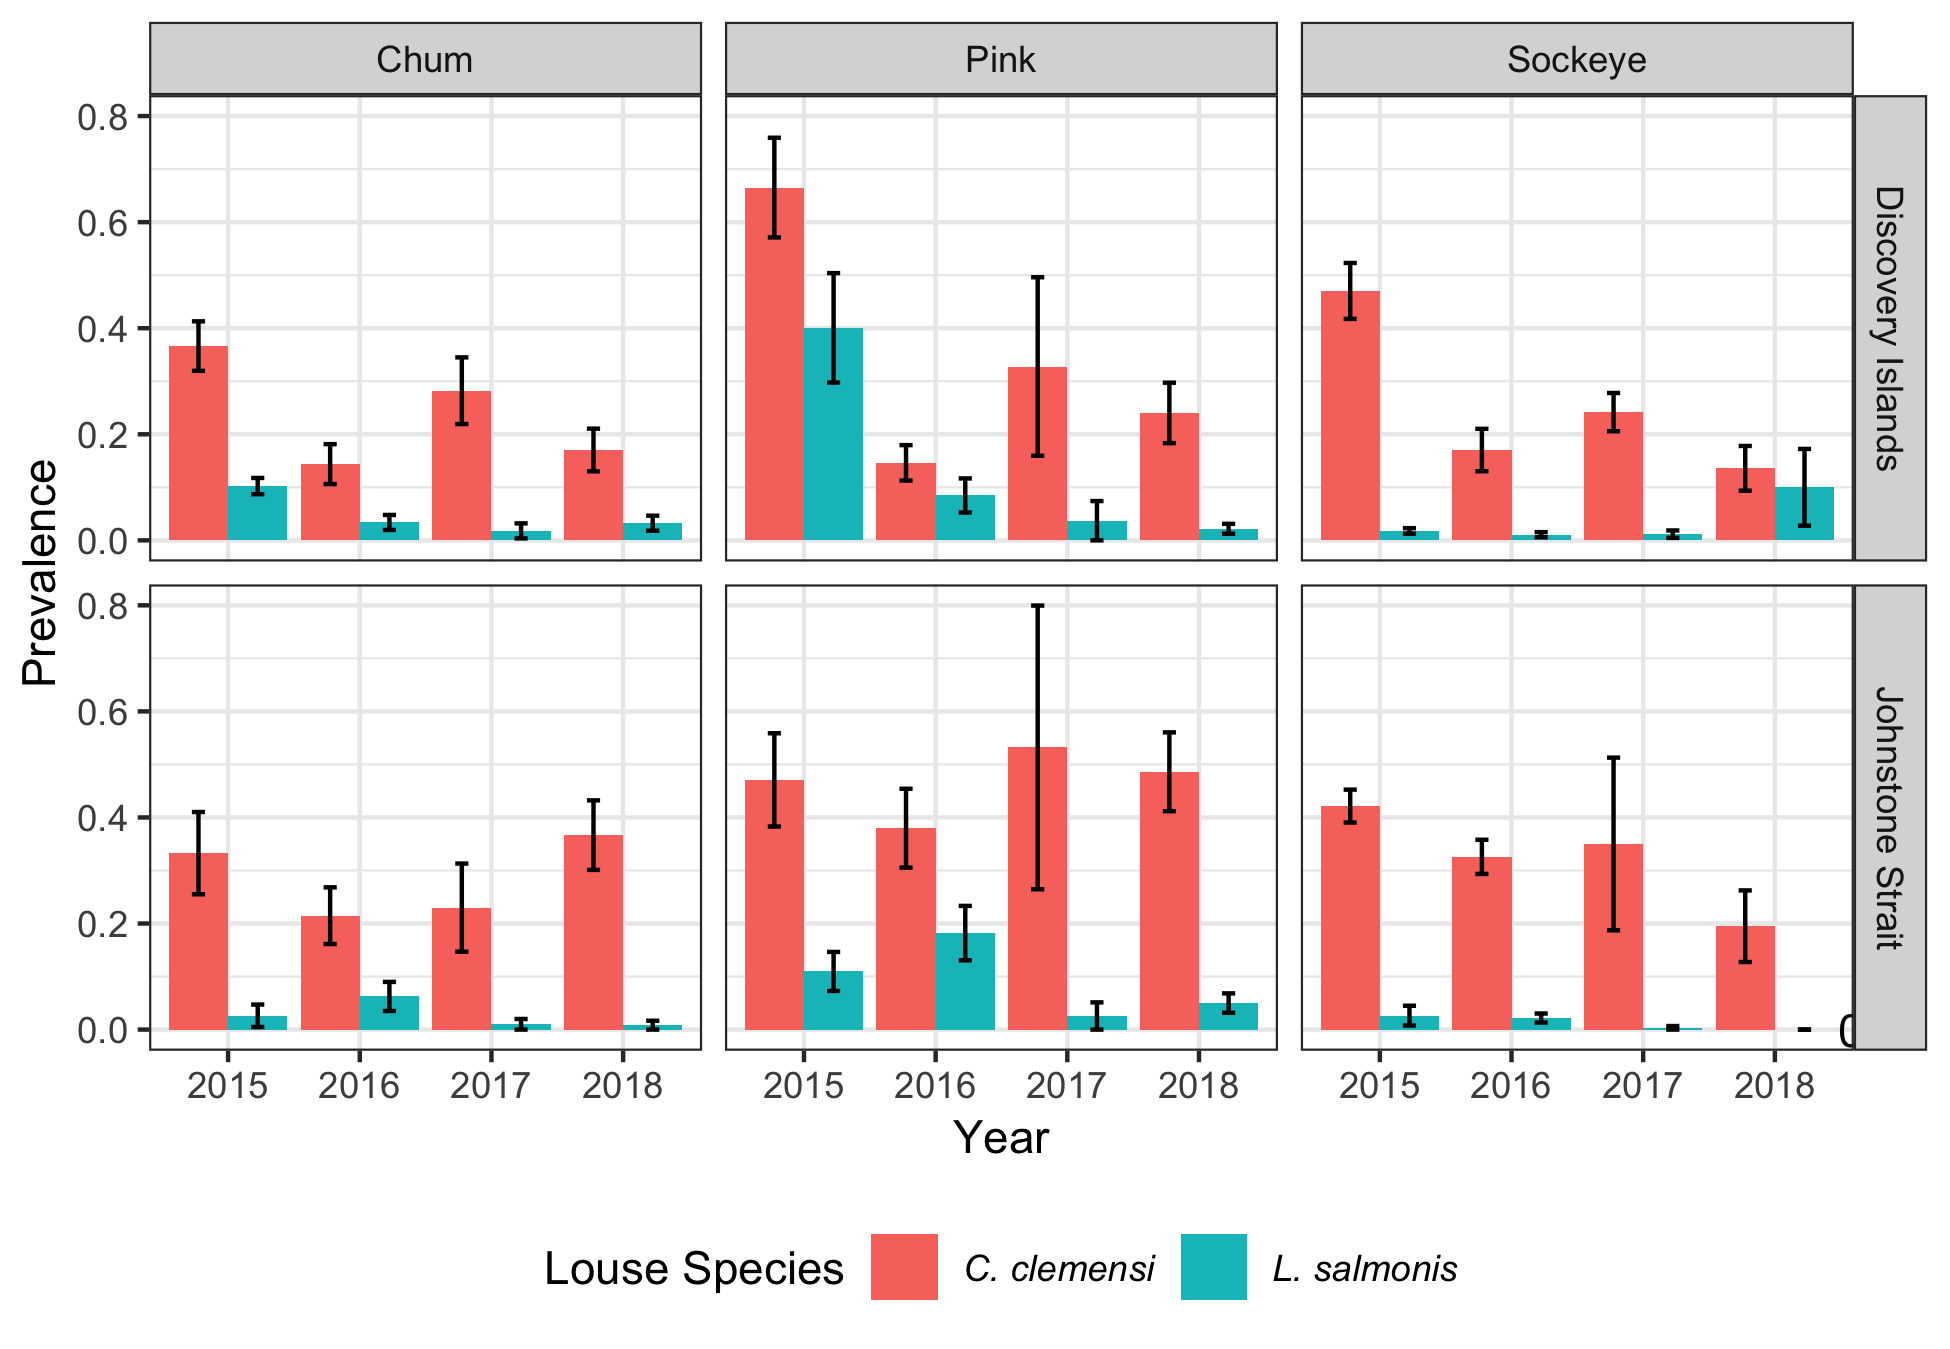 Chum Pink Sockeye
0.8
0.6
0.4
0.2
0.0
Discovery Islands
Prevalence
0.8
0.6
0.4
0.2
0.0
Johnstone Strait
2015 2016 2017 2018 2015 2016 2017 2018 2015 2016 2017 2018
Year
Louse Species C. clemensi L. salmonis